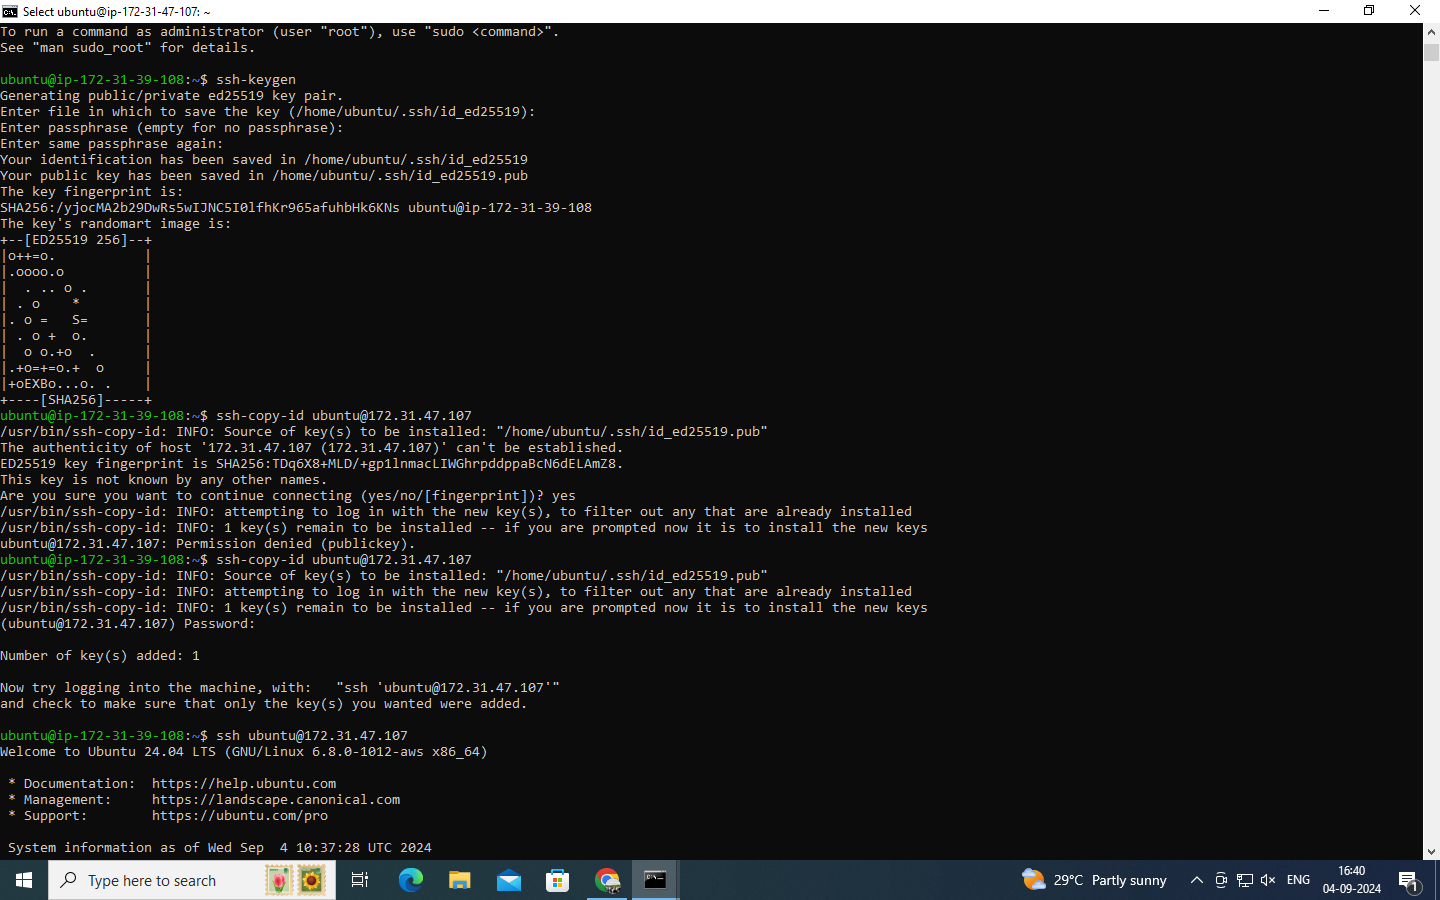 Select ubuntu@ip-172-31-47-107: ~
To run a command as administrator (user "root"), use "sudo <command>".
See "man sudo_root" for details.
ubuntu@ip-172-31-39-108:~$ ssh-keygen
Generating public/private ed25519 key pair.
Enter file in which to save the key (/home/ubuntu/.ssh/id_ed25519):
Enter passphrase (empty for no passphrase):
Enter same passphrase again:
Your identification has been saved in /home/ubuntu/.ssh/id_ed25519
Your public key has been saved in /home/ubuntu/.ssh/id_ed25519.pub
The key fingerprint is:
SHA256:/yjocMA2b29DwRs5wIJNC5I0lfhKr965afuhbHk6KNs ubuntu@ip-172-31-39-108
The key's randomart image is:
+--[ED25519 256]--+
|o++=o.           |
|.oooo.o          |
|  . .. o .       |
| . o    *        |
|. o =   S=       |
| . o +  o.       |
|  o o.+o  .      |
|.+o=+=o.+  o     |
|+oEXBo...o. .    |
+----[SHA256]-----+
ubuntu@ip-172-31-39-108:~$ ssh-copy-id ubuntu@172.31.47.107
/usr/bin/ssh-copy-id: INFO: Source of key(s) to be installed: "/home/ubuntu/.ssh/id_ed25519.pub"
The authenticity of host '172.31.47.107 (172.31.47.107)' can't be established.
ED25519 key fingerprint is SHA256:TDq6X8+MLD/+gp1lnmacLIWGhrpddppaBcN6dELAmZ8.
This key is not known by any other names.
Are you sure you want to continue connecting (yes/no/[fingerprint])? yes
/usr/bin/ssh-copy-id: INFO: attempting to log in with the new key(s), to filter out any that are already installed
/usr/bin/ssh-copy-id: INFO: 1 key(s) remain to be installed -- if you are prompted now it is to install the new keys
ubuntu@172.31.47.107: Permission denied (publickey).
ubuntu@ip-172-31-39-108:~$ ssh-copy-id ubuntu@172.31.47.107
/usr/bin/ssh-copy-id: INFO: Source of key(s) to be installed: "/home/ubuntu/.ssh/id_ed25519.pub"
/usr/bin/ssh-copy-id: INFO: attempting to log in with the new key(s), to filter out any that are already installed
/usr/bin/ssh-copy-id: INFO: 1 key(s) remain to be installed -- if you are prompted now it is to install the new keys
(ubuntu@172.31.47.107) Password:
Number of key(s) added: 1
Now try logging into the machine, with:   "ssh 'ubuntu@172.31.47.107'"
and check to make sure that only the key(s) you wanted were added.
ubuntu@ip-172-31-39-108:~$ ssh ubuntu@172.31.47.107
Welcome to Ubuntu 24.04 LTS (GNU/Linux 6.8.0-1012-aws x86_64)
 * Documentation:  https://help.ubuntu.com
 * Management:     https://landscape.canonical.com
 * Support:        https://ubuntu.com/pro
 System information as of Wed Sep  4 10:37:28 UTC 2024
Type here to search
29°C Partly sunny
ENG
16:40
04-09-2024
1